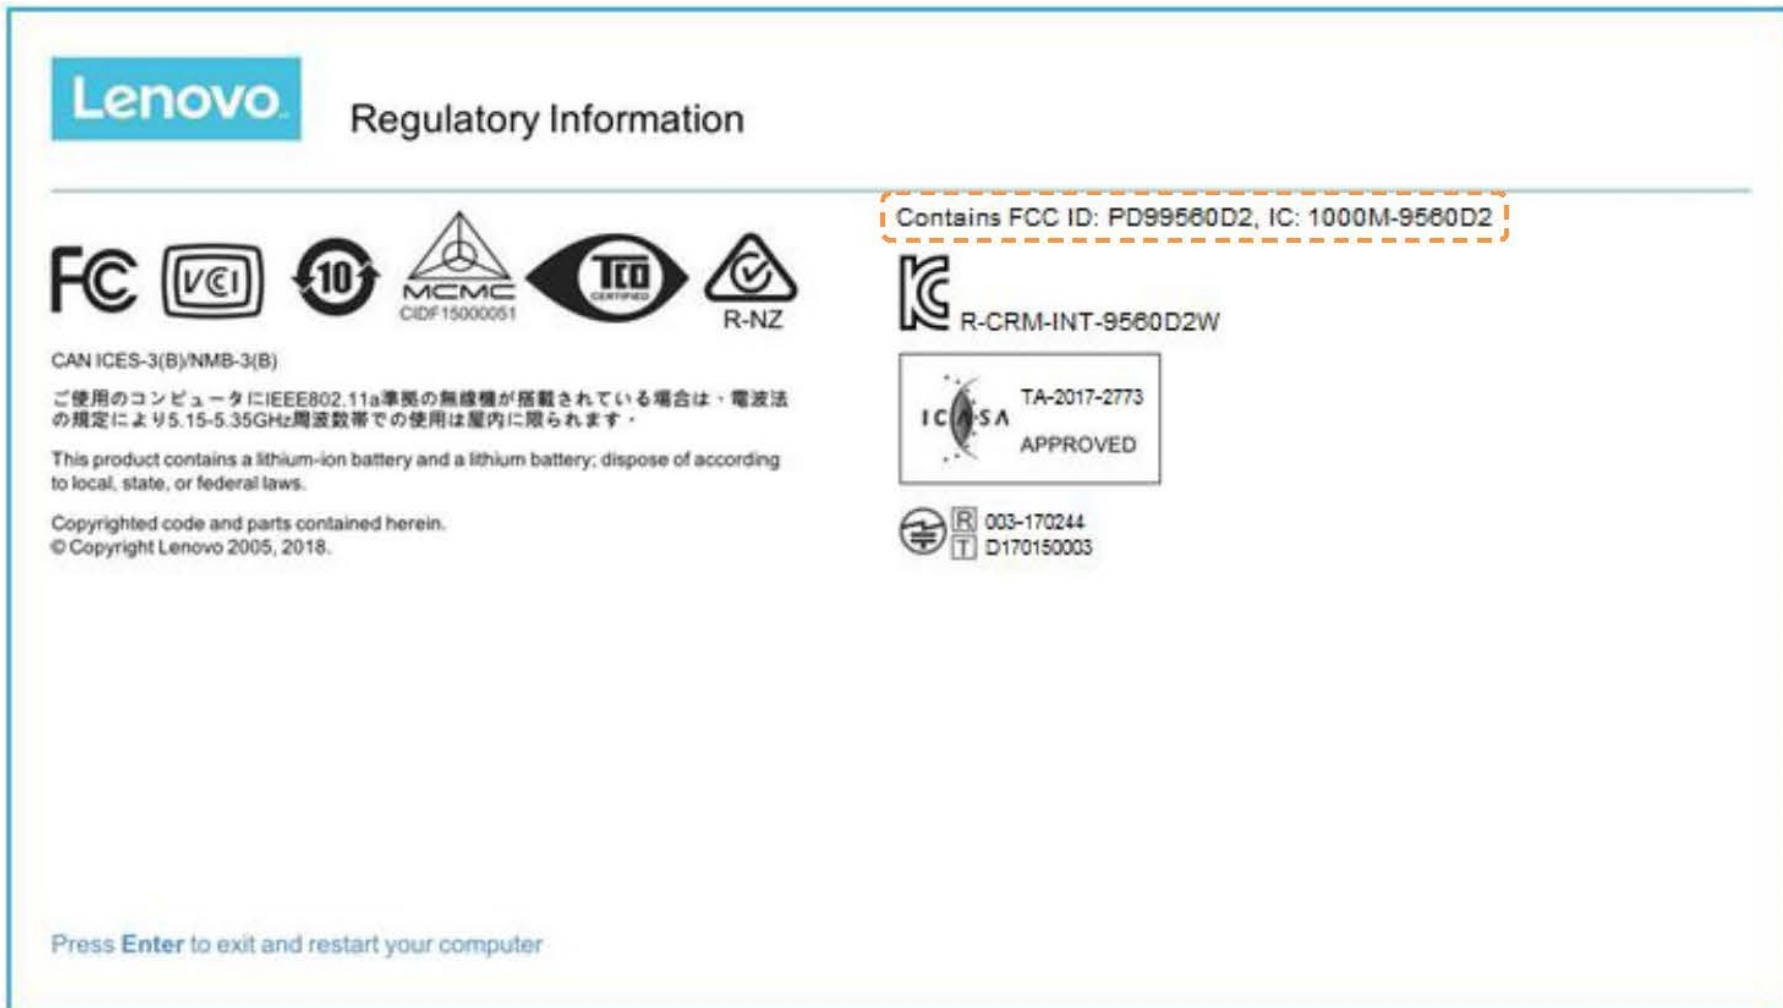 Lenovo
Regulatory Information
Contains FCC ID: PD99560D2, IC: 1000M-9560D2
FC
VCI
10
MCMC
CIDF15000051
TCO
CERTIFIED
R-NZ
R-CRM-INT-9560D2W
CAN ICES-3(B)/NMB-3(B)
ご使用のコンピュータにIEEE802.11a準拠の無線機が搭載されている場合は、電波法
の規定により5.15-5.35GHz周波数帯での使用は屋内に限られます・
This product contains a lithium-ion battery and a lithium battery; dispose of according
to local, state, or federal laws.
Copyrighted code and parts contained herein.
© Copyright Lenovo 2005, 2018.
ICASA
TA-2017-2773
APPROVED
R 003-170244
T D170150003
Press Enter to exit and restart your computer